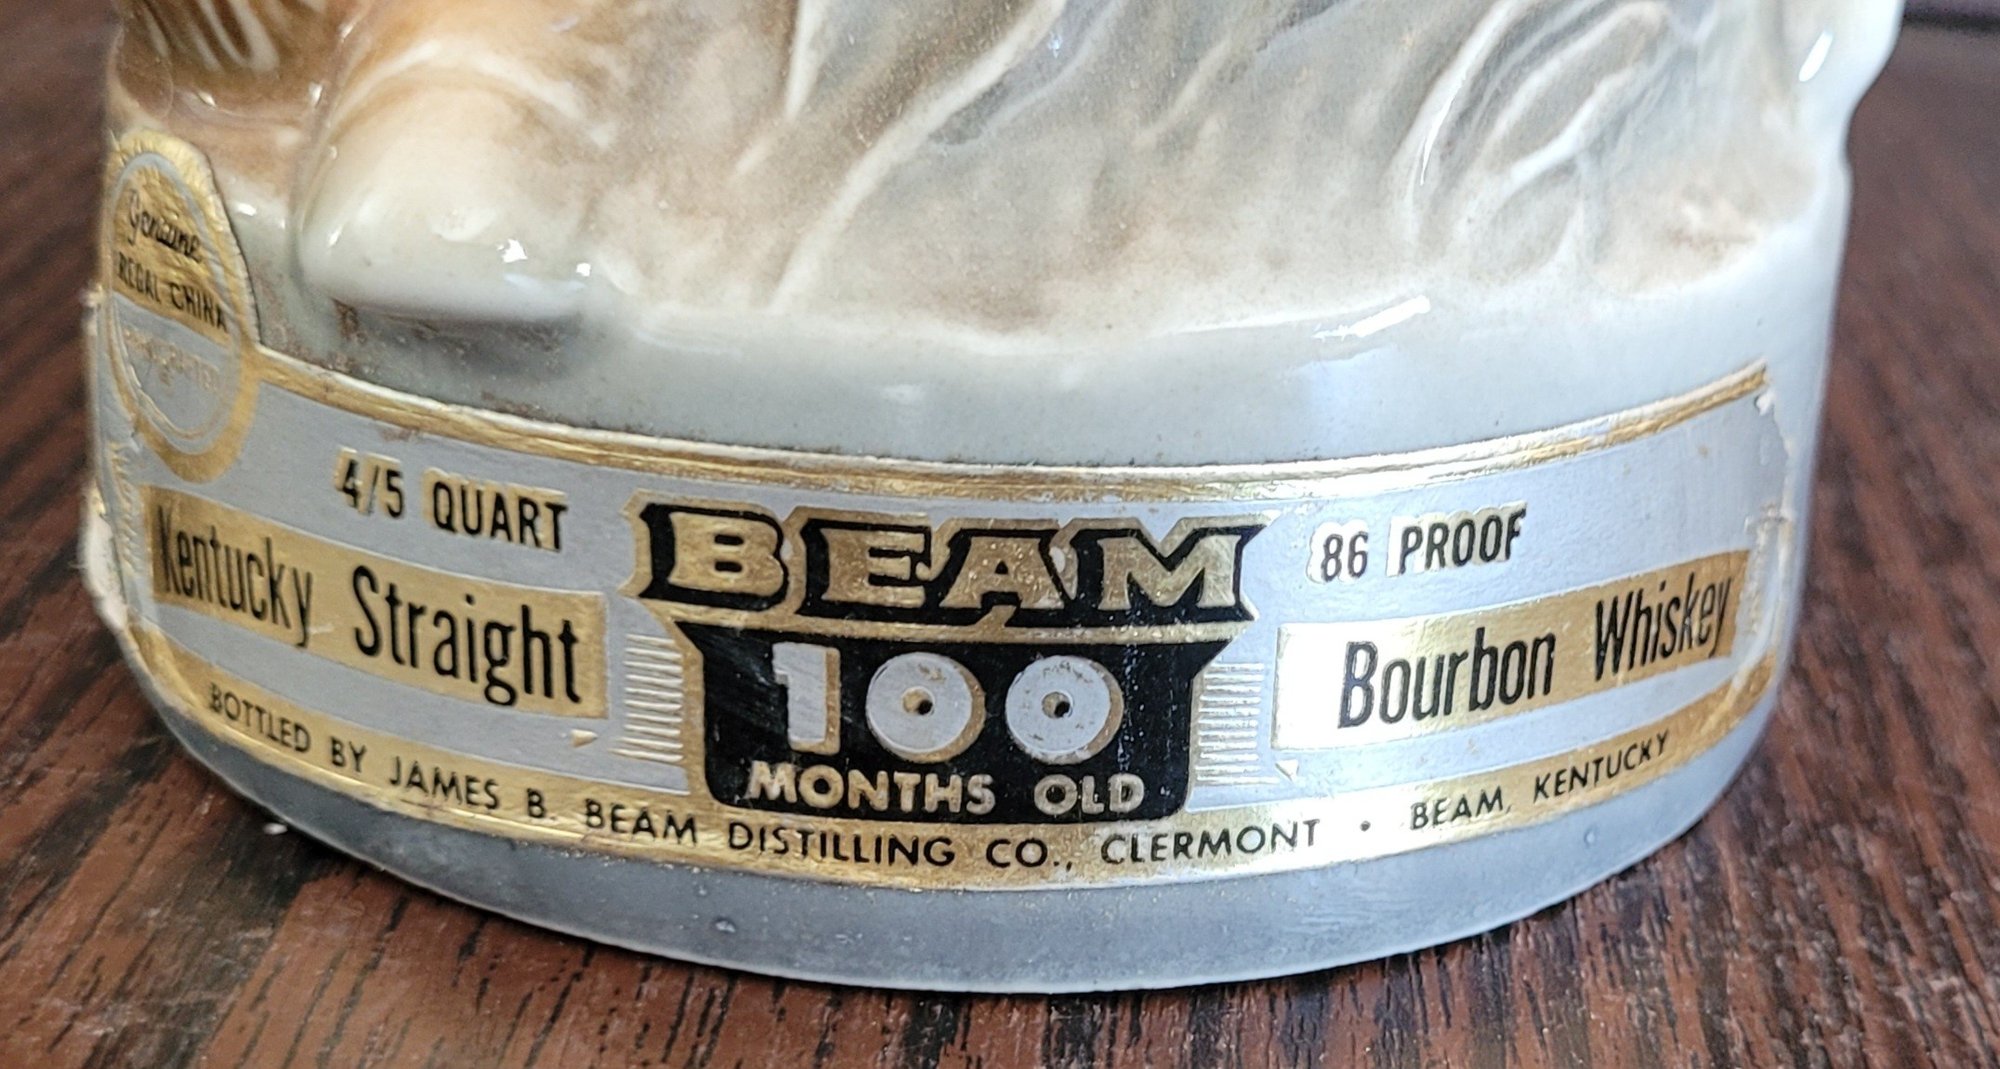 Genuine
REGAL CHINA
4/5 QUART
Kentucky Straight
BEAM
100
MONTHS OLD
86 PROOF
Bourbon Whiskey
BOTTLED BY JAMES B. BEAM DISTILLING CO., CLERMONT • BEAM, KENTUCKY